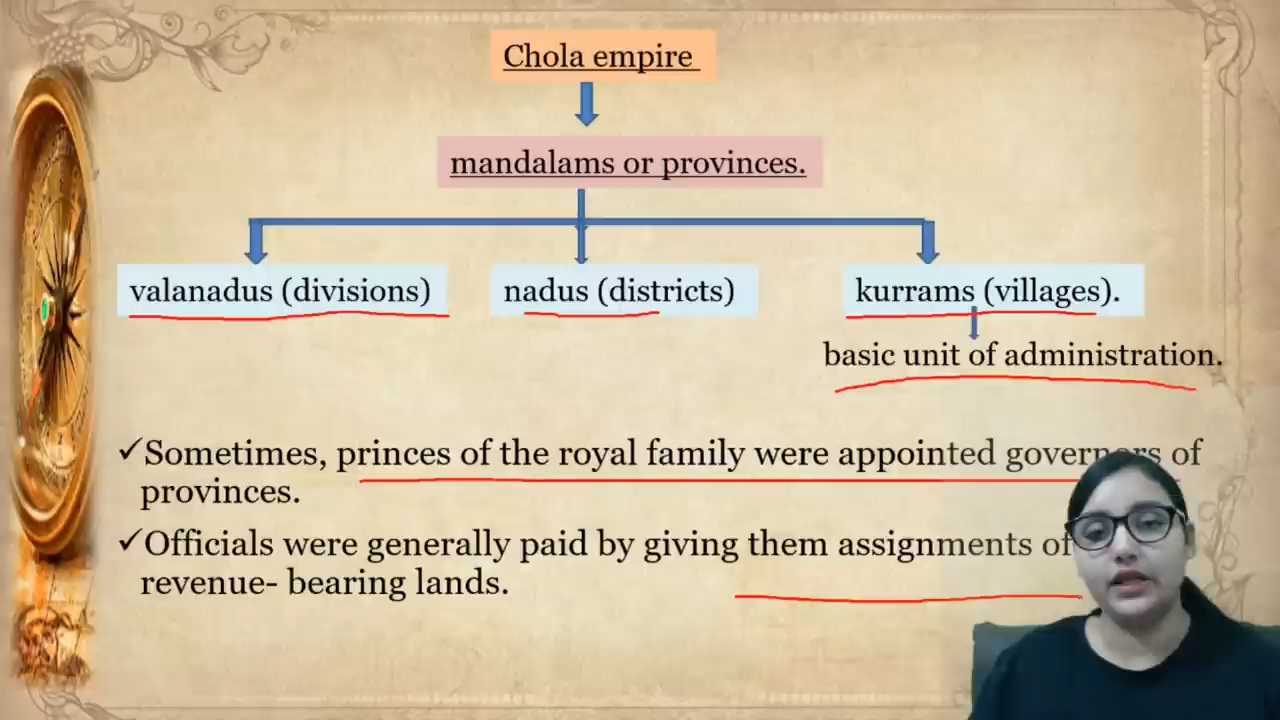 Chola empire
mandalams or provinces.
valanadus (divisions)
nadus (districts)
kurrams (villages).
basic unit of administration.
✓Sometimes, princes of the royal family were appointed governors of
provinces.
✓Officials were generally paid by giving them assignments of
revenue- bearing lands.